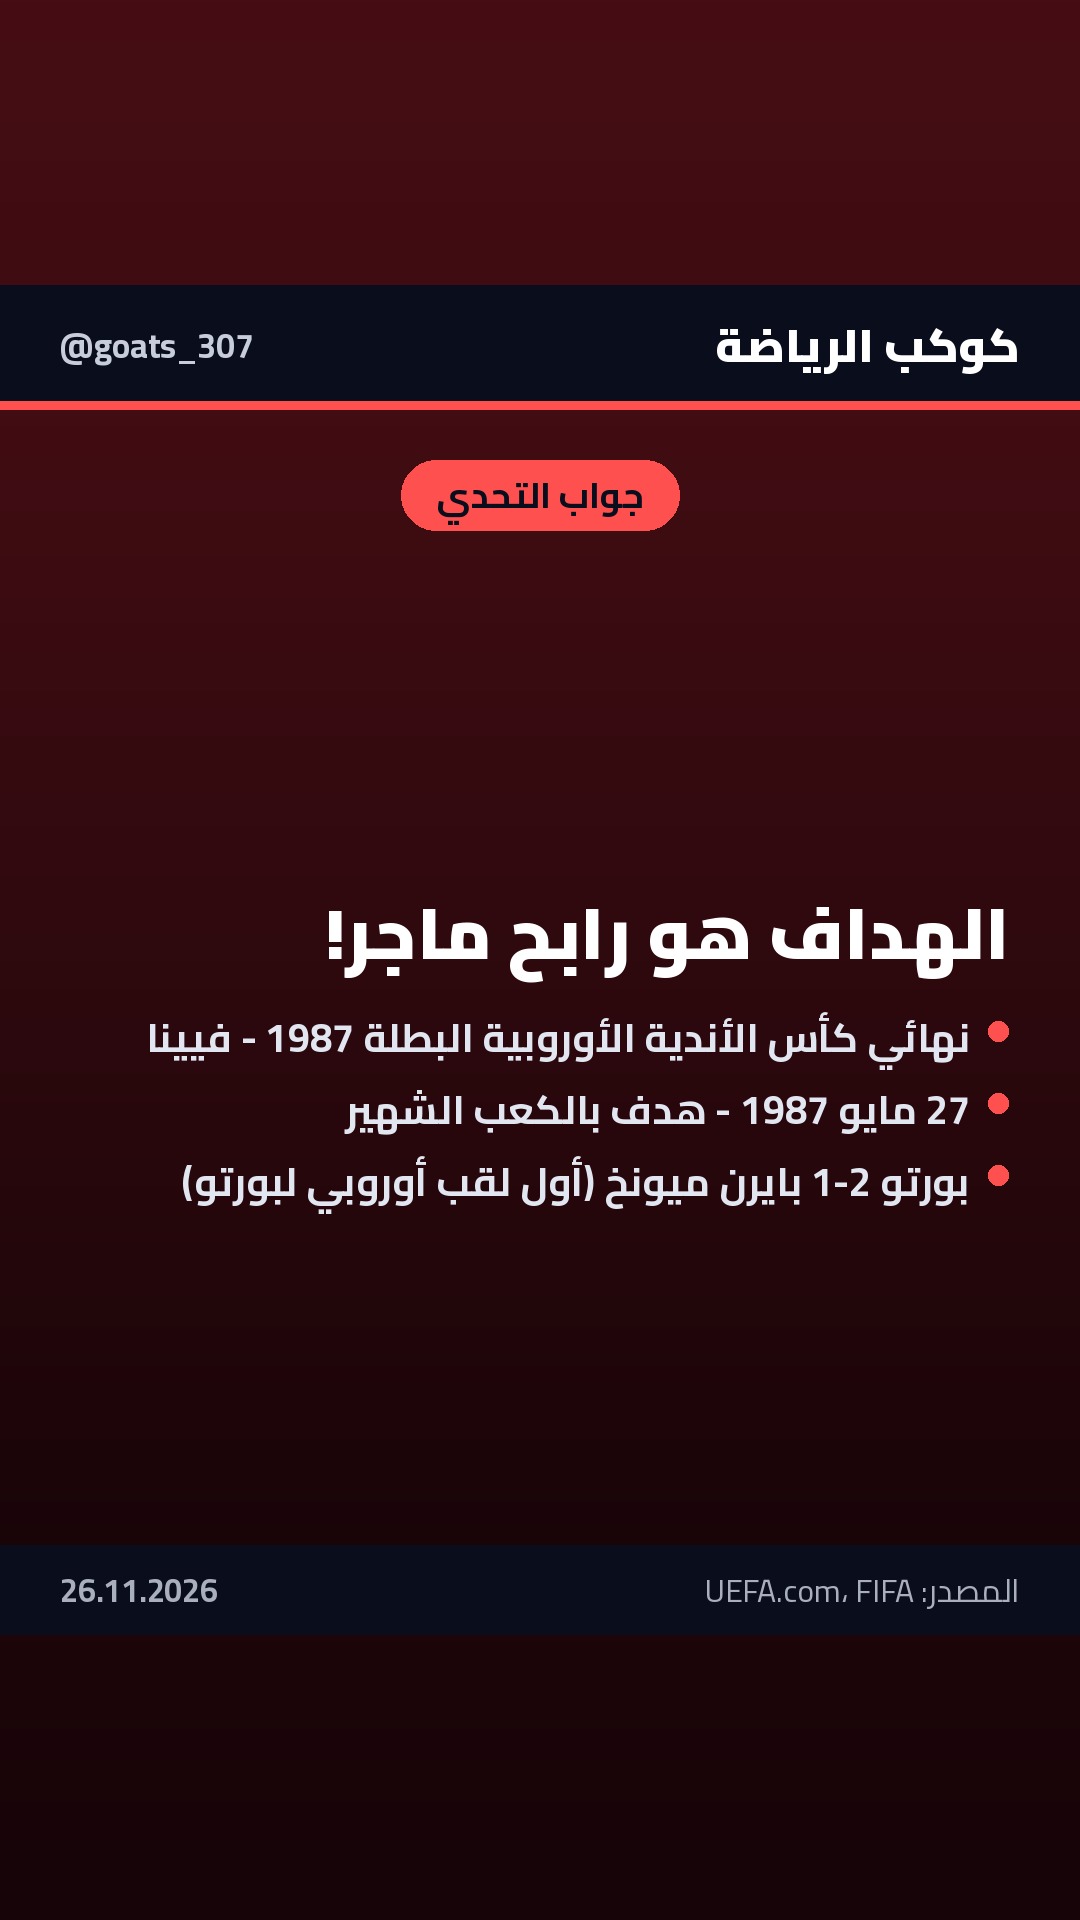 كوكب الرياضة
@goats_307
جواب التحدي
الهداف هو رابح ماجر!
نهائي كأس الأندية الأوروبية البطلة 1987 - فيينا
27 مايو 1987 - هدف بالكعب الشهير
بورتو 2-1 بايرن ميونخ (أول لقب أوروبي لبورتو)
المصدر: UEFA.com، FIFA
26.11.2026